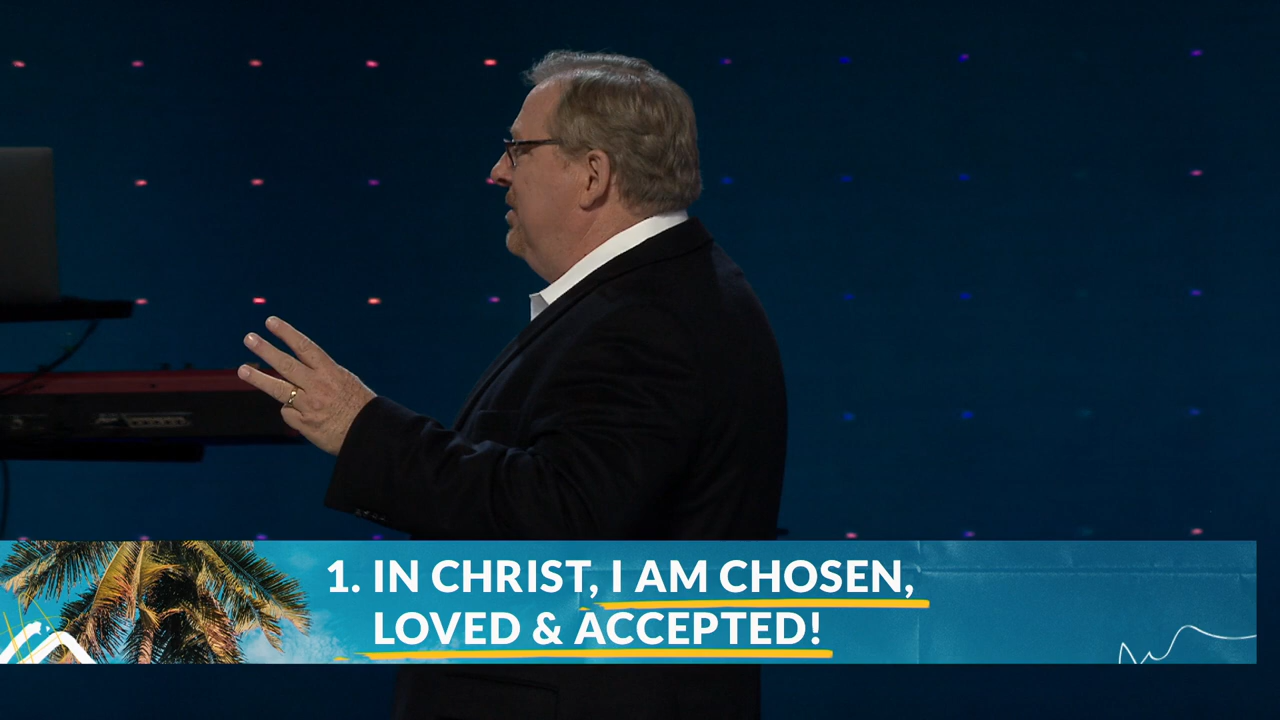 1. IN CHRIST, I AM CHOSEN,
LOVED & ACCEPTED!